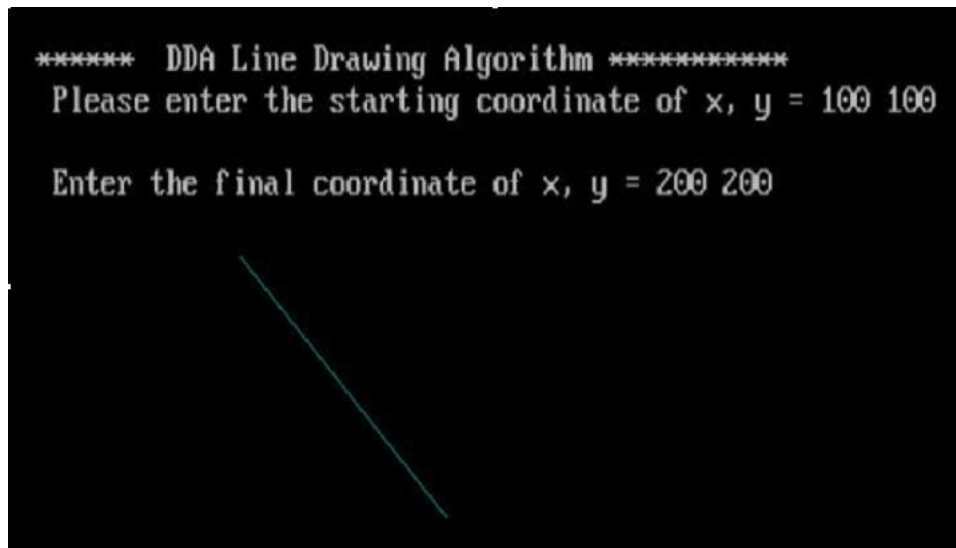 ****** DDA Line Drawing Algorithm ***********
Please enter the starting coordinate of x, y = 100 100
Enter the final coordinate of x, y = 200 200